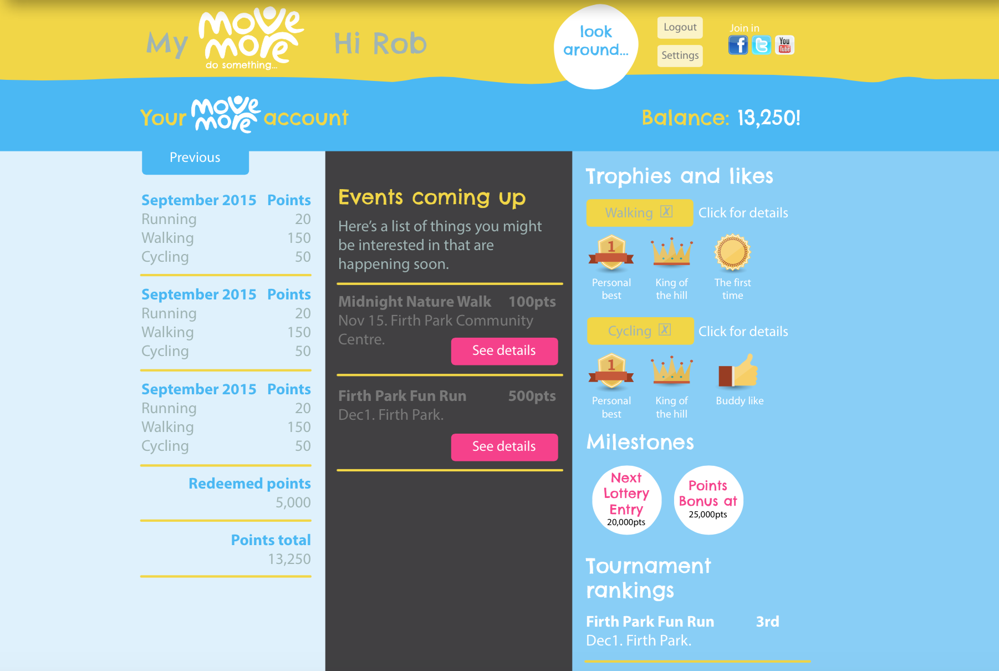 My move more
do something...
Hi Rob
look
around...
Logout
Settings
Join in
f
t
You
Tube
Your move more account
Balance: 13,250!
Previous
September 2015 Points
Running 20
Walking 150
Cycling 50
September 2015 Points
Running 20
Walking 150
Cycling 50
September 2015 Points
Running 20
Walking 150
Cycling 50
Redeemed points
5,000
Points total
13,250
Events coming up
Here’s a list of things you might
be interested in that are
happening soon.
Midnight Nature Walk 100pts
Nov 15. Firth Park Community
Centre.
See details
Firth Park Fun Run 500pts
Dec1. Firth Park.
See details
Trophies and likes
Walking ☒ Click for details
1
Personal
best
King of
the hill
The first
time
Cycling ☒ Click for details
1
Personal
best
King of
the hill
Buddy like
Milestones
Next
Lottery
Entry
20,000pts
Points
Bonus at
25,000pts
Tournament
rankings
Firth Park Fun Run 3rd
Dec1. Firth Park.